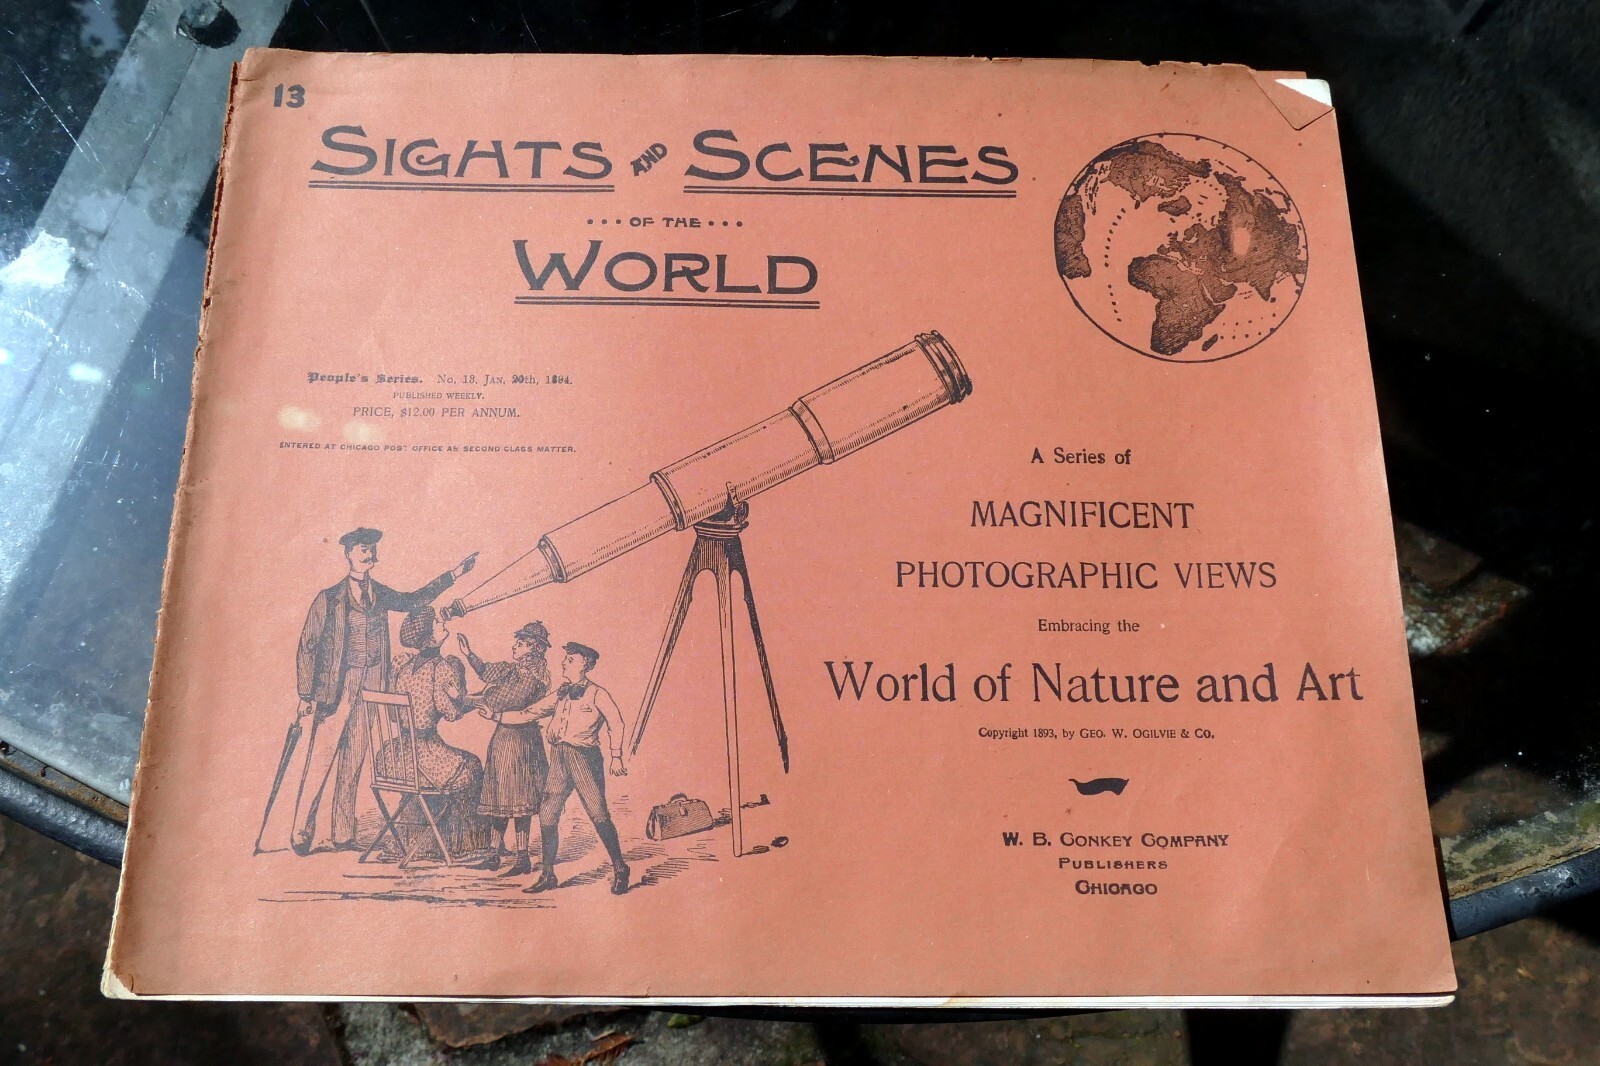 13
SIGHTS AND SCENES
...OF THE...
WORLD
People's Series. No. 13. JAN. 20th, 1894.
PUBLISHED WEEKLY.
PRICE, $12.00 PER ANNUM.
ENTERED AT CHICAGO POST OFFICE AS SECOND CLASS MATTER.
A Series of
MAGNIFICENT
PHOTOGRAPHIC VIEWS
Embracing the
World of Nature and Art
Copyright 1893, by GEO. W. OGILVIE & CO.
W. B. CONKEY COMPANY
PUBLISHERS
CHICAGO